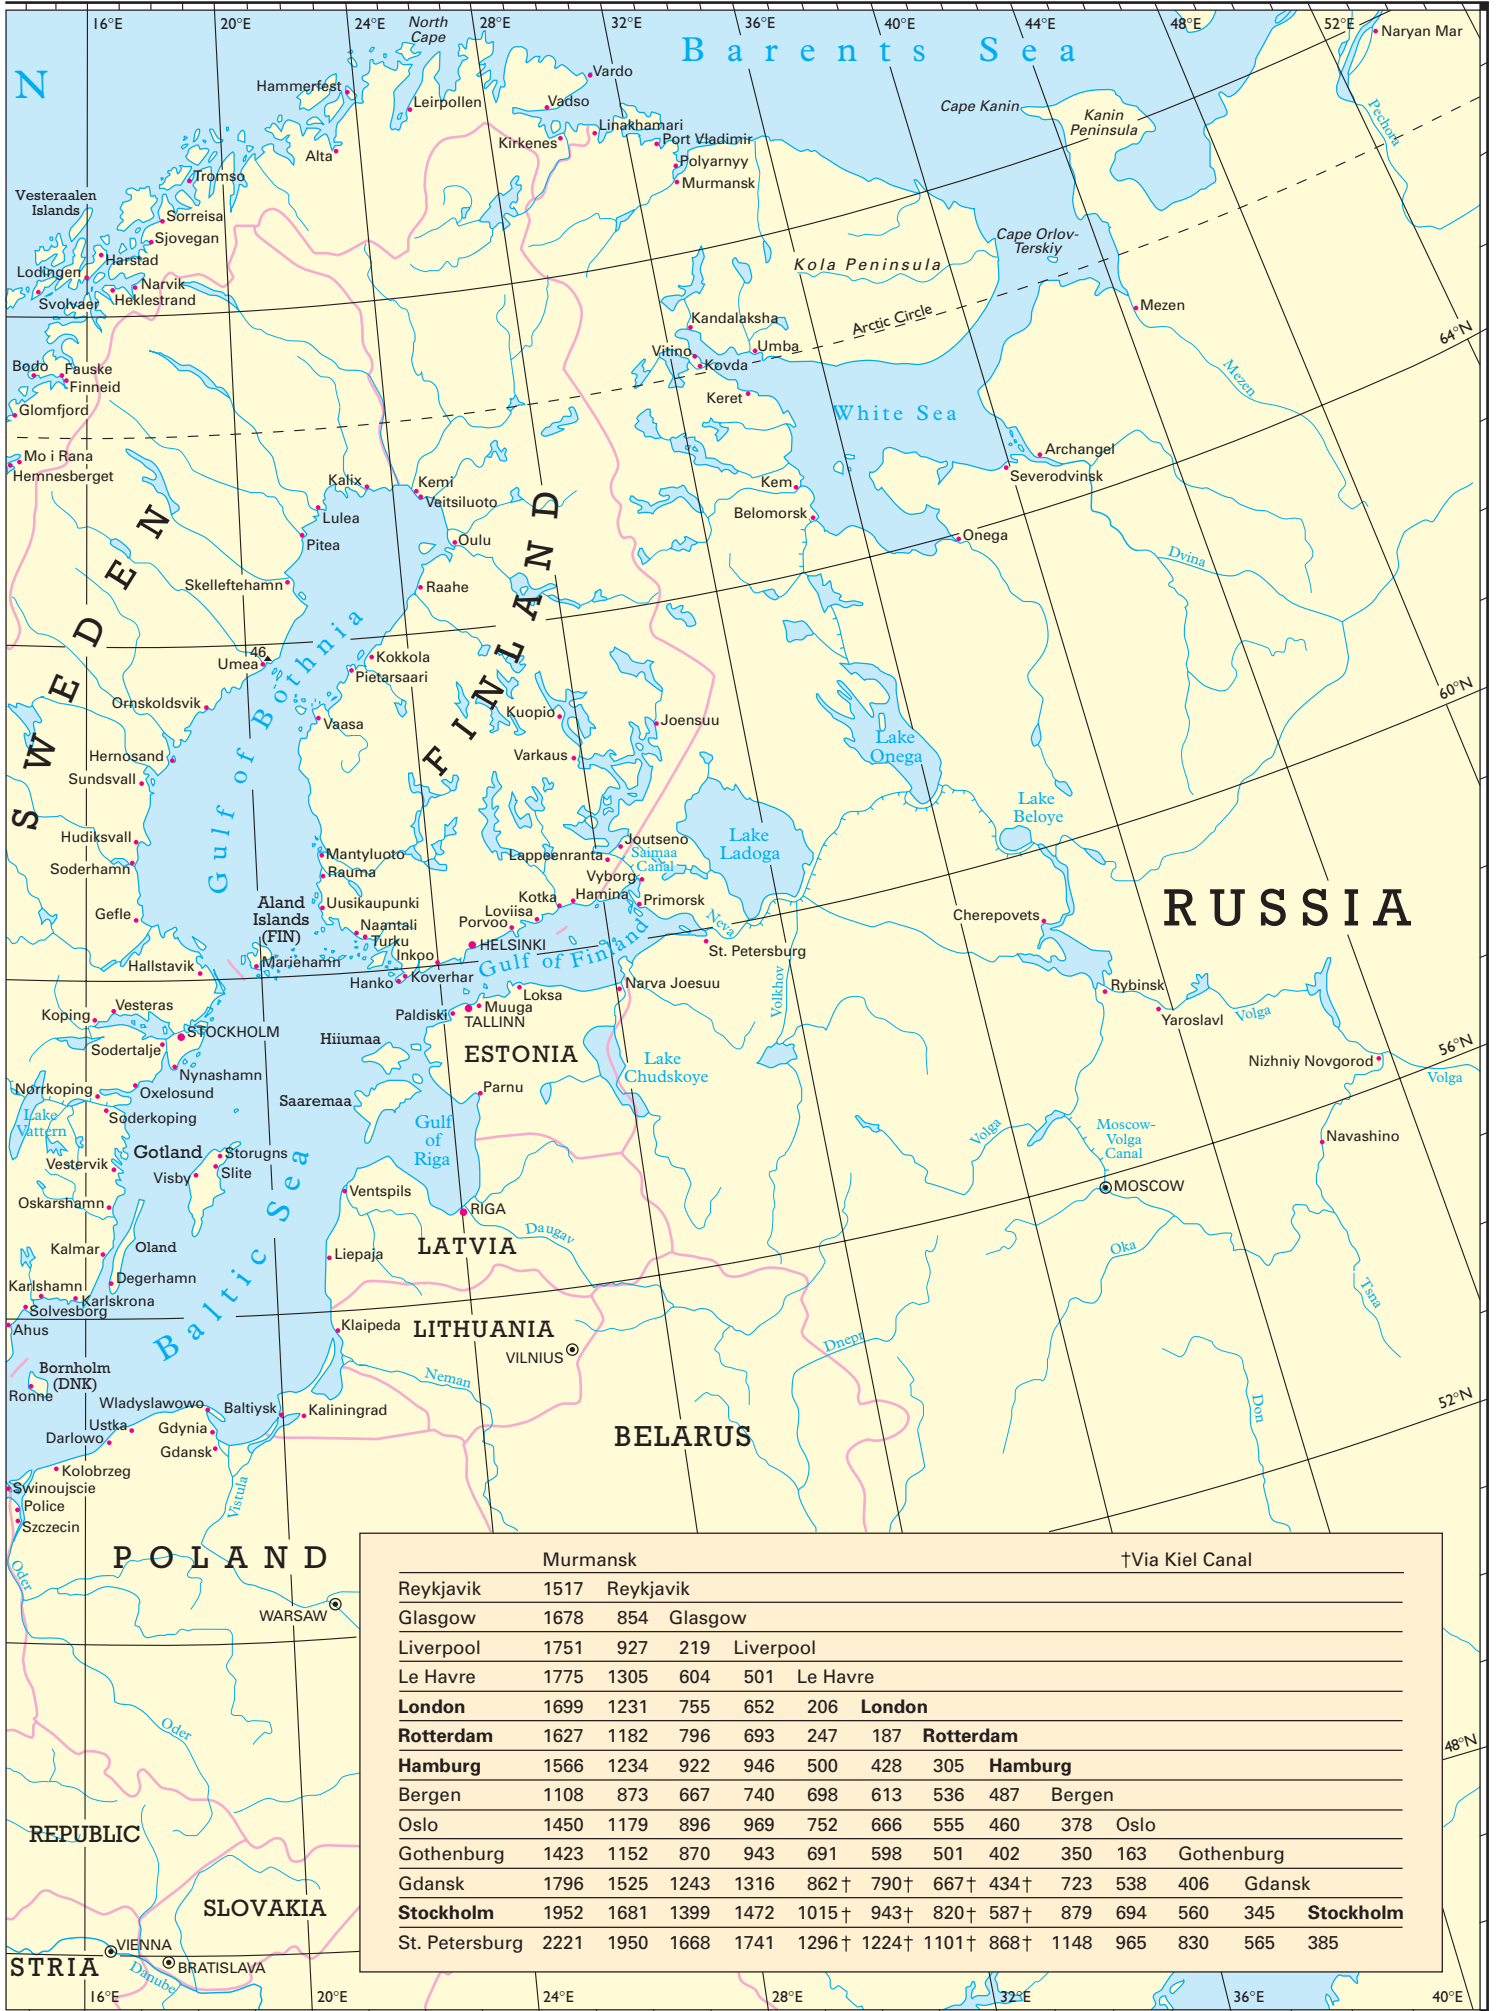 16°E
20°E
24°E
North
Cape
28°E
32°E
36°E
40°E
44°E
48°E
52°E
Naryan Mar
N
Barents Sea
Vardo
Hammerfest
Leirpollen
Vadso
Cape Kanin
Kanin
Peninsula
Pechora
Linakhamari
Kirkenes
Port Vladimir
Alta
Polyarnyy
Murmansk
Tromso
Vesteraalen
Islands
Sorreisa
Sjovegan
Cape Orlov-
Terskiy
Harstad
Kola Peninsula
Lodingen
Narvik
Heklestrand
Svolvaer
Mezen
Kandalaksha
Arctic Circle
64°N
Vitino
Umba
Kovda
Bodo
Fauske
Finneid
Mezen
Keret
Glomfjord
White Sea
Mo i Rana
Hemnesberget
Archangel
Severodvinsk
Kalix
Kemi
Veitsiluoto
Kem
Lulea
Belomorsk
Pitea
Oulu
Onega
Dvina
SWEDEN
FINLAND
Skelleftehamn
Raahe
46
Umea
Kokkola
Pietarsaari
60°N
Gulf of Bothnia
Ornskoldsvik
Vaasa
Kuopio
Joensuu
Lake
Onega
Hernosand
Varkaus
Sundsvall
Lake
Beloye
Hudiksvall
Soderhamn
Mantyluoto
Rauma
Joutseno
Lappeenranta
Saimaa
Canal
Lake
Ladoga
Vyborg
RUSSIA
Gefle
Aland
Islands
(FIN)
Uusikaupunki
Naantali
Turku
Kotka
Hamina
Primorsk
Loviisa
Porvoo
Neva
Cherepovets
HELSINKI
Inkoo
Gulf of Finland
St. Petersburg
Hallstavik
Mariehamn
Hanko
Koverhar
Loksa
Narva Joesuu
Volkhov
Rybinsk
Vesteras
Koping
Paldiski
Muuga
TALLINN
Yaroslavl
Volga
STOCKHOLM
Sodertalje
Hiiumaa
ESTONIA
Lake
Chudskoye
56°N
Nizhniy Novgorod
Volga
Nynashamn
Norrkoping
Oxelosund
Parnu
Lake
Vattern
Soderkoping
Saaremaa
Gulf
of
Riga
Volga
Moscow-
Volga
Canal
Navashino
Gotland
Storugns
Vestervik
Visby
Slite
Ventspils
MOSCOW
Oskarshamn
RIGA
Daugav
Kalmar
Oland
LATVIA
Oka
Liepaja
Karlshamn
Degerhamn
Karlskrona
Solvesborg
Tsna
Baltic Sea
Ahus
Klaipeda
LITHUANIA
VILNIUS
Dnepr
Bornholm
(DNK)
Neman
Ronne
Wladyslawowo
Baltiysk
Kaliningrad
52°N
Don
Ustka
Darlowo
Gdynia
Gdansk
BELARUS
Kolobrzeg
Swinoujscie
Police
Szczecin
Vistula
POLAND
Oder
WARSAW
Oder
48°N
REPUBLIC
SLOVAKIA
VIENNA
BRATISLAVA
STRIA
Danube
Murmansk †Via Kiel Canal
Reykjavik 1517 Reykjavik
Glasgow 1678 854 Glasgow
Liverpool 1751 927 219 Liverpool
Le Havre 1775 1305 604 501 Le Havre
London 1699 1231 755 652 206 London
Rotterdam 1627 1182 796 693 247 187 Rotterdam
Hamburg 1566 1234 922 946 500 428 305 Hamburg
Bergen 1108 873 667 740 698 613 536 487 Bergen
Oslo 1450 1179 896 969 752 666 555 460 378 Oslo
Gothenburg 1423 1152 870 943 691 598 501 402 350 163 Gothenburg
Gdansk 1796 1525 1243 1316 862† 790† 667† 434† 723 538 406 Gdansk
Stockholm 1952 1681 1399 1472 1015† 943† 820† 587† 879 694 560 345 Stockholm
St. Petersburg 2221 1950 1668 1741 1296† 1224† 1101† 868† 1148 965 830 565 385
16°E
20°E
24°E
28°E
32°E
36°E
40°E